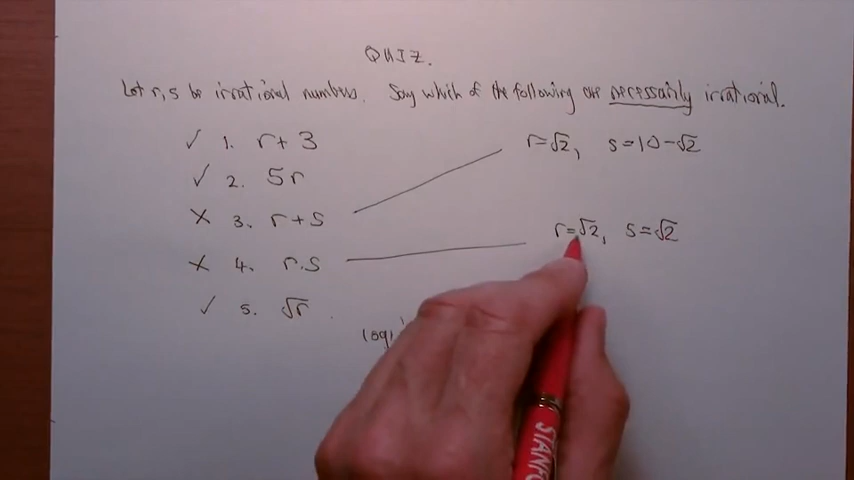 QUIZ.
Let r, s be irrational numbers. Say which of the following are necessarily irrational.
✓ 1. r+3
✓ 2. 5r
✗ 3. r+s
✗ 4. r.s
✓ 5. √r
r=√2, s=10-√2
r=√2, s=√2
STANF